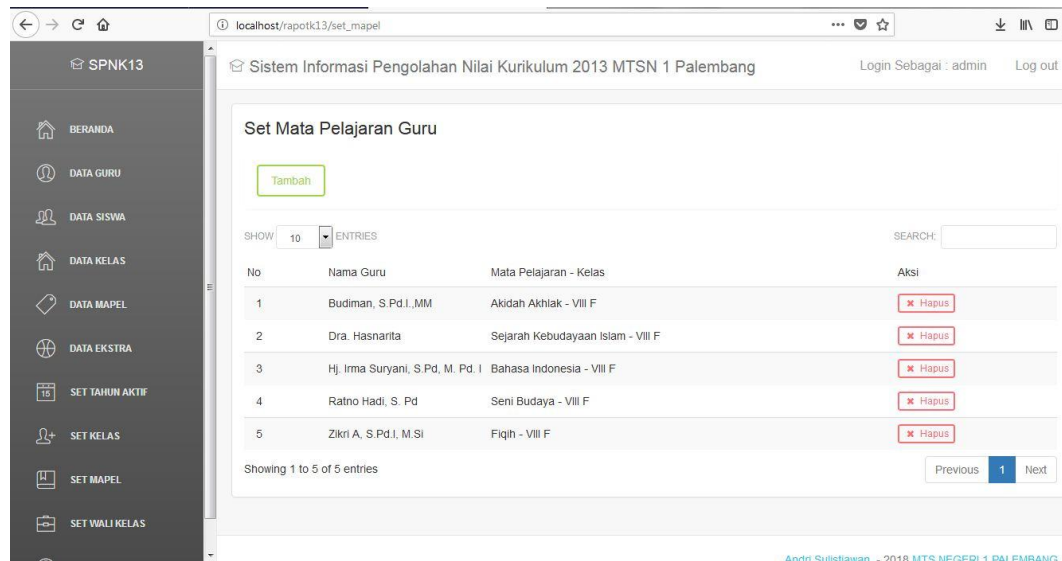 localhost/rapotk13/set_mapel
SPNK13
Sistem Informasi Pengolahan Nilai Kurikulum 2013 MTSN 1 Palembang
Login Sebagai : admin
Log out
BERANDA
DATA GURU
DATA SISWA
DATA KELAS
DATA MAPEL
DATA EKSTRA
15 SET TAHUN AKTIF
SET KELAS
SET MAPEL
SET WALI KELAS
Set Mata Pelajaran Guru
Tambah
SHOW 10 ENTRIES
SEARCH:
No Nama Guru Mata Pelajaran - Kelas Aksi
1 Budiman, S.Pd.I.,MM Akidah Akhlak - VIII F Hapus
2 Dra. Hasnarita Sejarah Kebudayaan Islam - VIII F Hapus
3 Hj. Irma Suryani, S.Pd, M. Pd. I Bahasa Indonesia - VIII F Hapus
4 Ratno Hadi, S. Pd Seni Budaya - VIII F Hapus
5 Zikri A, S.Pd.I, M.Si Fiqih - VIII F Hapus
Showing 1 to 5 of 5 entries
Previous 1 Next
Andri Sulistiawan - 2018 MTS NEGERI 1 PALEMBANG